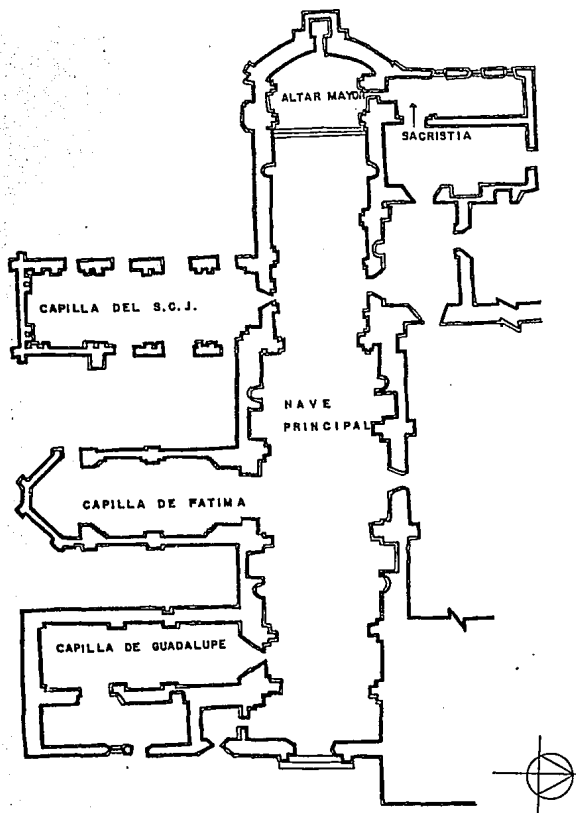 ALTAR MAYOR
SACRISTIA
CAPILLA DEL S.C.J.
NAVE
PRINCIPAL
CAPILLA DE FATIMA
CAPILLA DE GUADALUPE